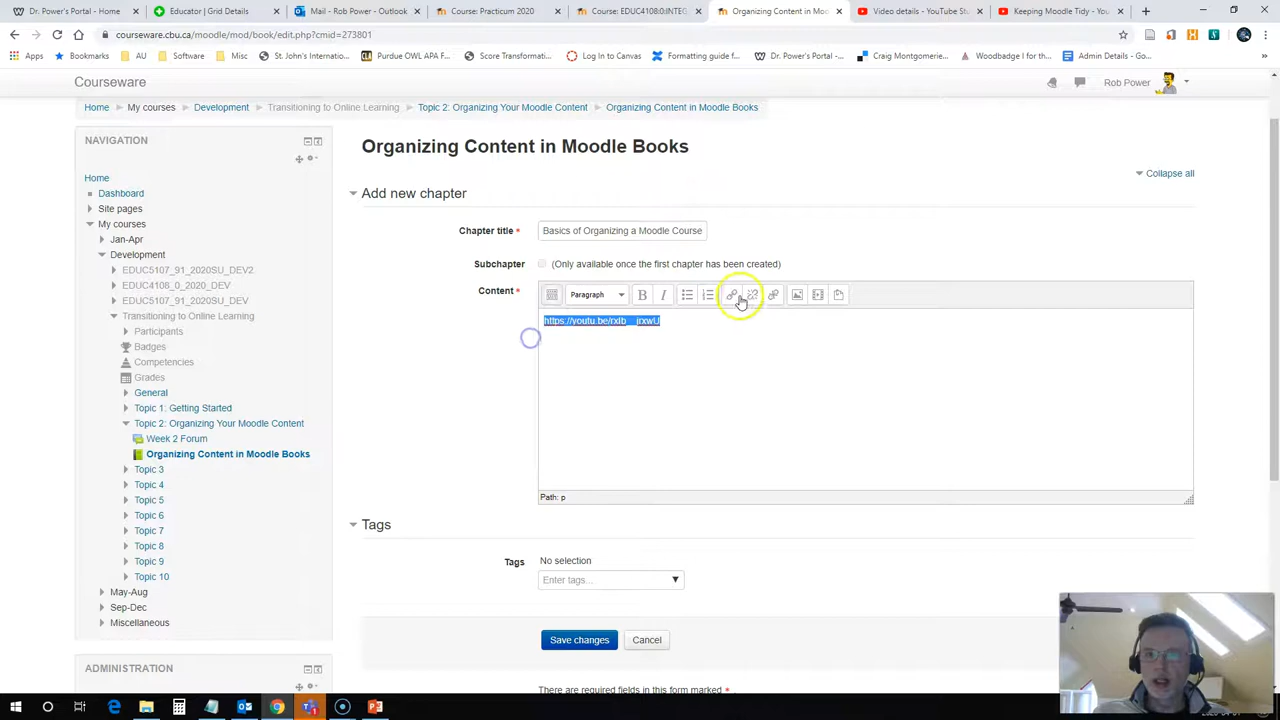 Dr. Power's Portal - Home
Educator | Grid Details
Mail - Rob Power - Outlook
Course: Practicum 2020
Course: EDUC4108:0:INTEG
Organizing Content in Mo
Video details - YouTube St
Keeping Moodle Tidy - You
courseware.cbu.ca/moodle/mod/book/edit.php?cmid=273801
Apps
Bookmarks
AU
Software
Misc
St. John's Internatio...
Purdue OWL APA F...
Score Transformati...
Log In to Canvas
Formatting guide f...
Dr. Power's Portal -...
Craig Montgomerie...
Woodbadge I for th...
Admin Details - Go...
Courseware
Rob Power
Home
My courses
Development
Transitioning to Online Learning
Topic 2: Organizing Your Moodle Content
Organizing Content in Moodle Books
NAVIGATION
Home
Dashboard
Site pages
My courses
Jan-Apr
Development
EDUC5107_91_2020SU_DEV2
EDUC4108_0_2020_DEV
EDUC5107_91_2020SU_DEV
Transitioning to Online Learning
Participants
Badges
Competencies
Grades
General
Topic 1: Getting Started
Topic 2: Organizing Your Moodle Content
Week 2 Forum
Organizing Content in Moodle Books
Topic 3
Topic 4
Topic 5
Topic 6
Topic 7
Topic 8
Topic 9
Topic 10
May-Aug
Sep-Dec
Miscellaneous
ADMINISTRATION
Organizing Content in Moodle Books
Collapse all
Add new chapter
Chapter title
Basics of Organizing a Moodle Course
Subchapter
(Only available once the first chapter has been created)
Content
Paragraph
B
I
Path: p
Tags
Tags
No selection
Enter tags...
Save changes
Cancel
There are required fields in this form marked *